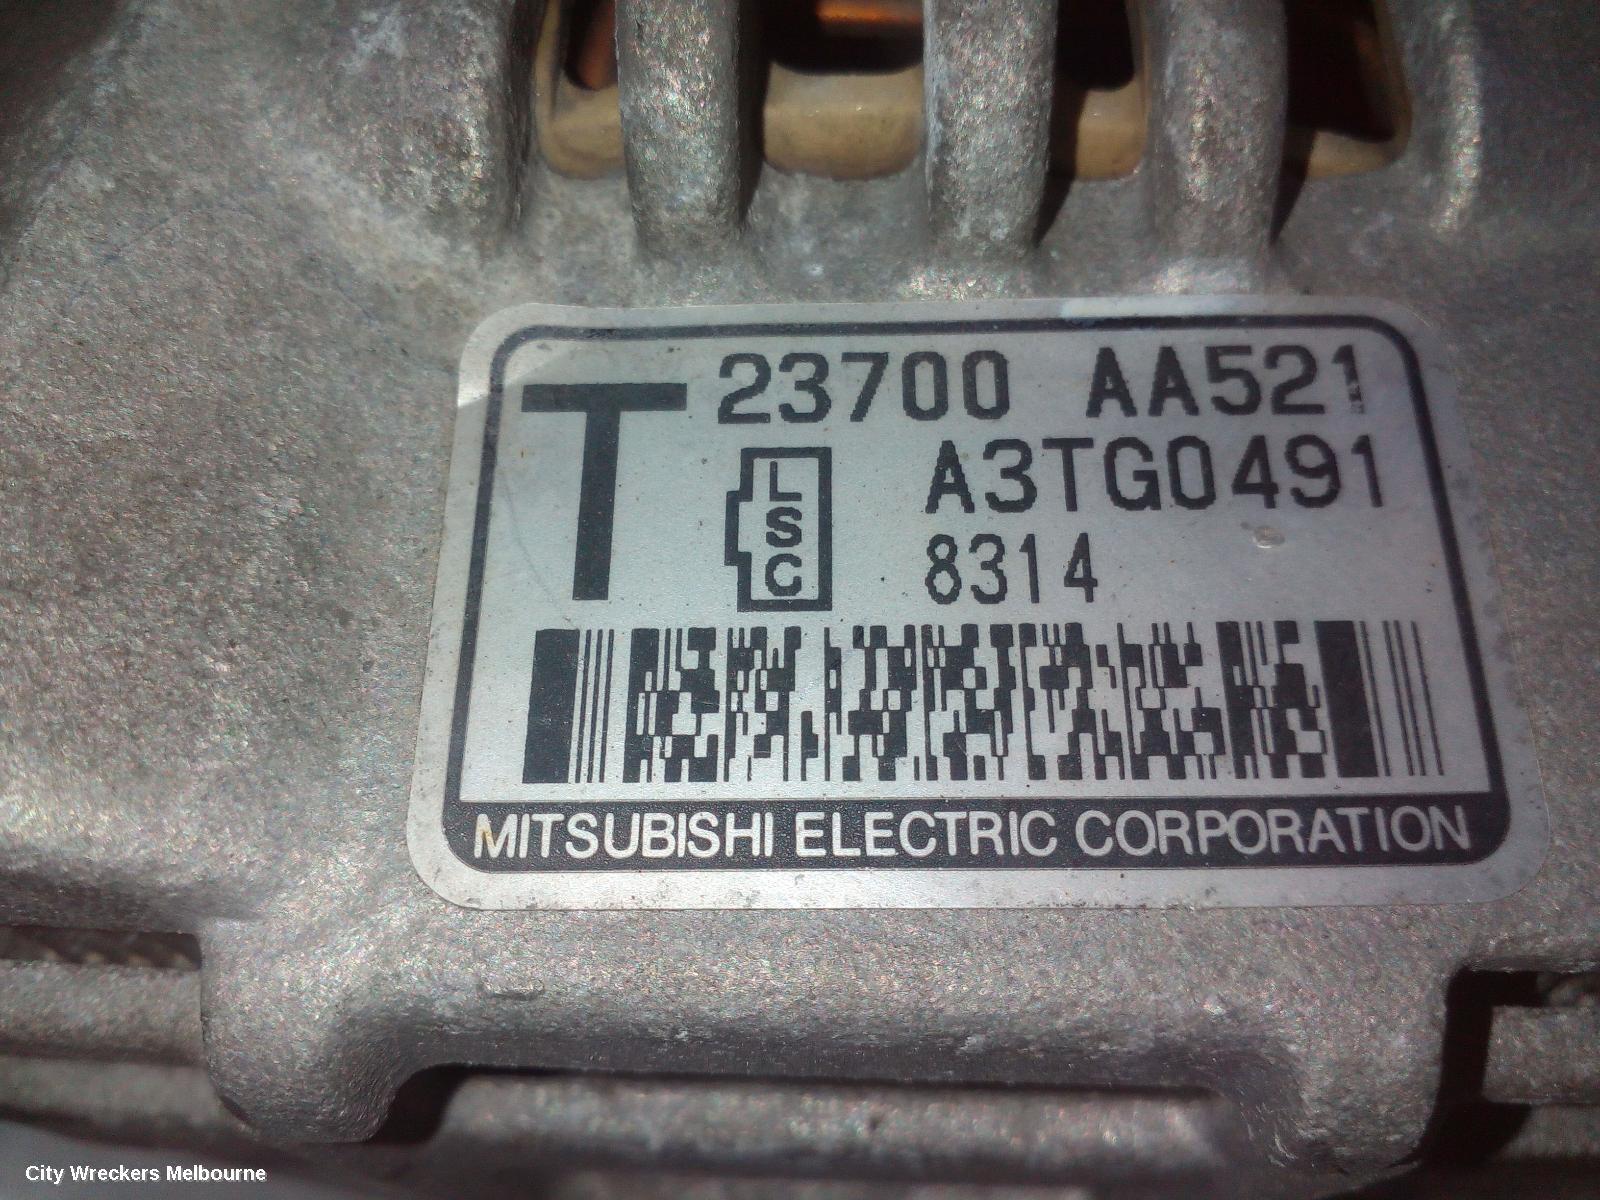 T 23700 AA521
LSC A3TG0491
8314
MITSUBISHI ELECTRIC CORPORATION
City Wreckers Melbourne